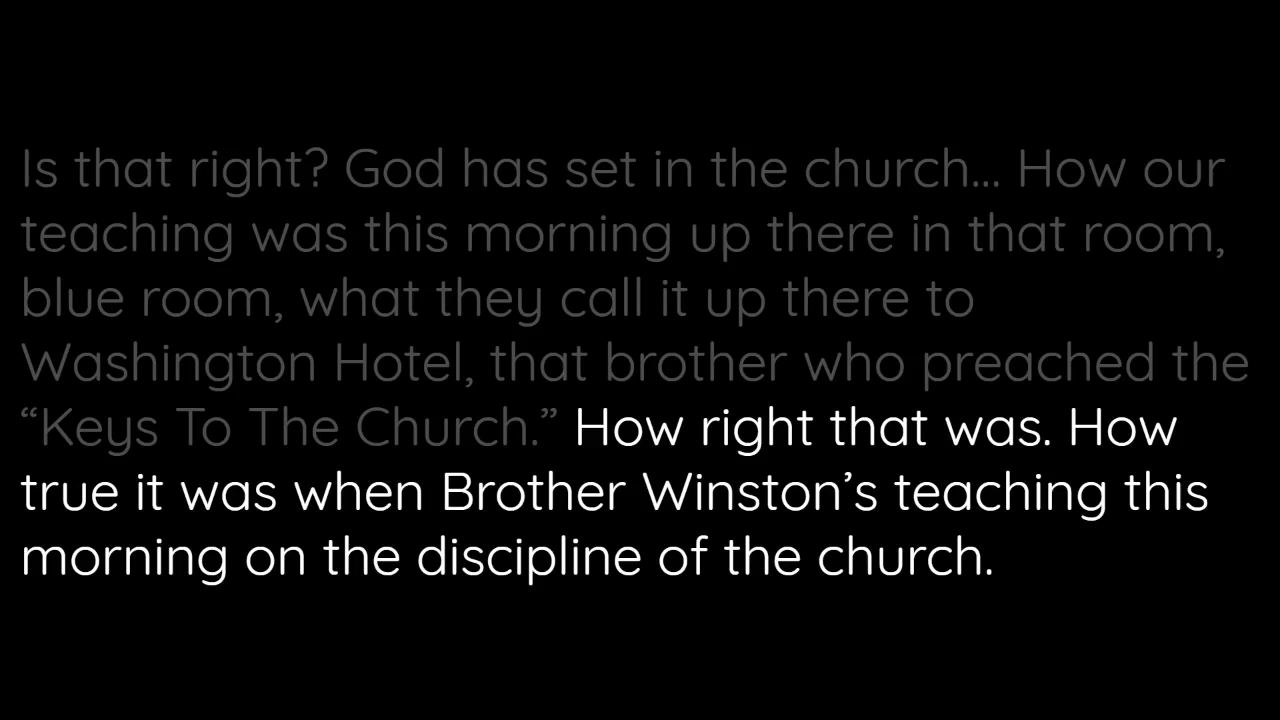 Is that right? God has set in the church... How our
teaching was this morning up there in that room,
blue room, what they call it up there to
Washington Hotel, that brother who preached the
“Keys To The Church.” How right that was. How
true it was when Brother Winston’s teaching this
morning on the discipline of the church.